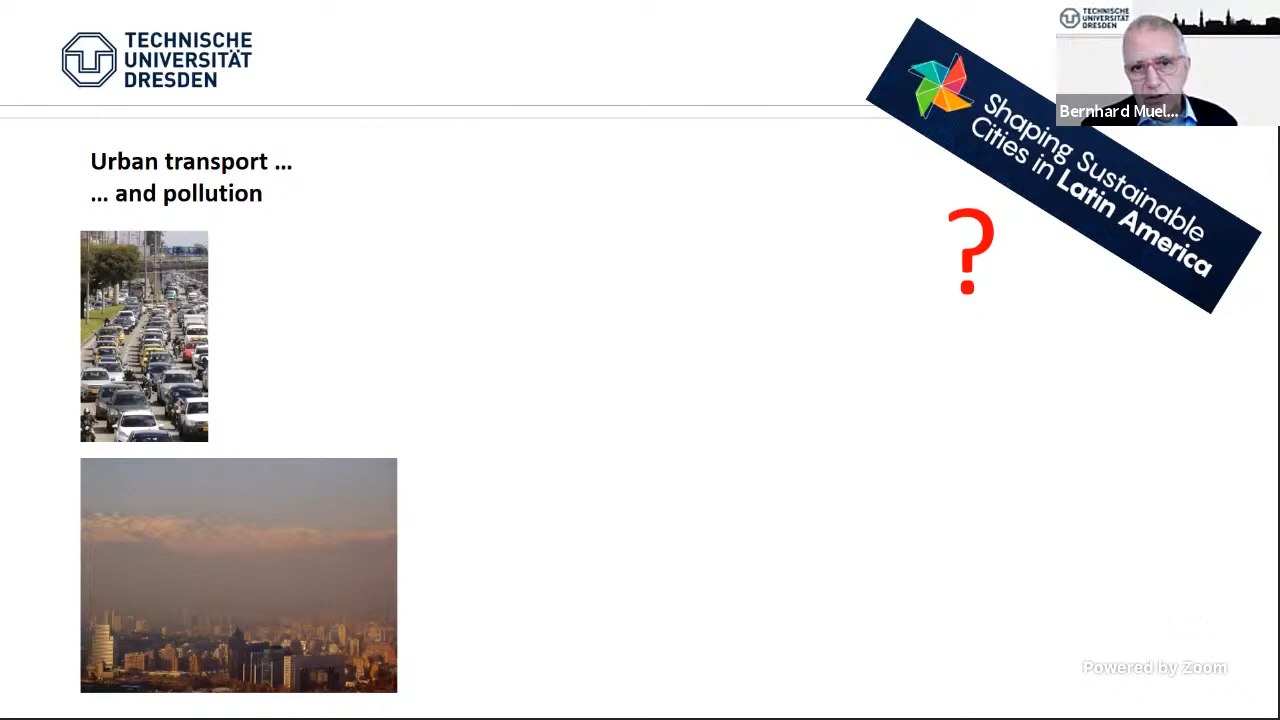 TECHNISCHE
UNIVERSITÄT
DRESDEN
TECHNISCHE
UNIVERSITÄT
DRESDEN
Bernhard Muel...
Shaping Sustainable
Cities in Latin America
Urban transport ...
... and pollution
?
Powered by Zoom